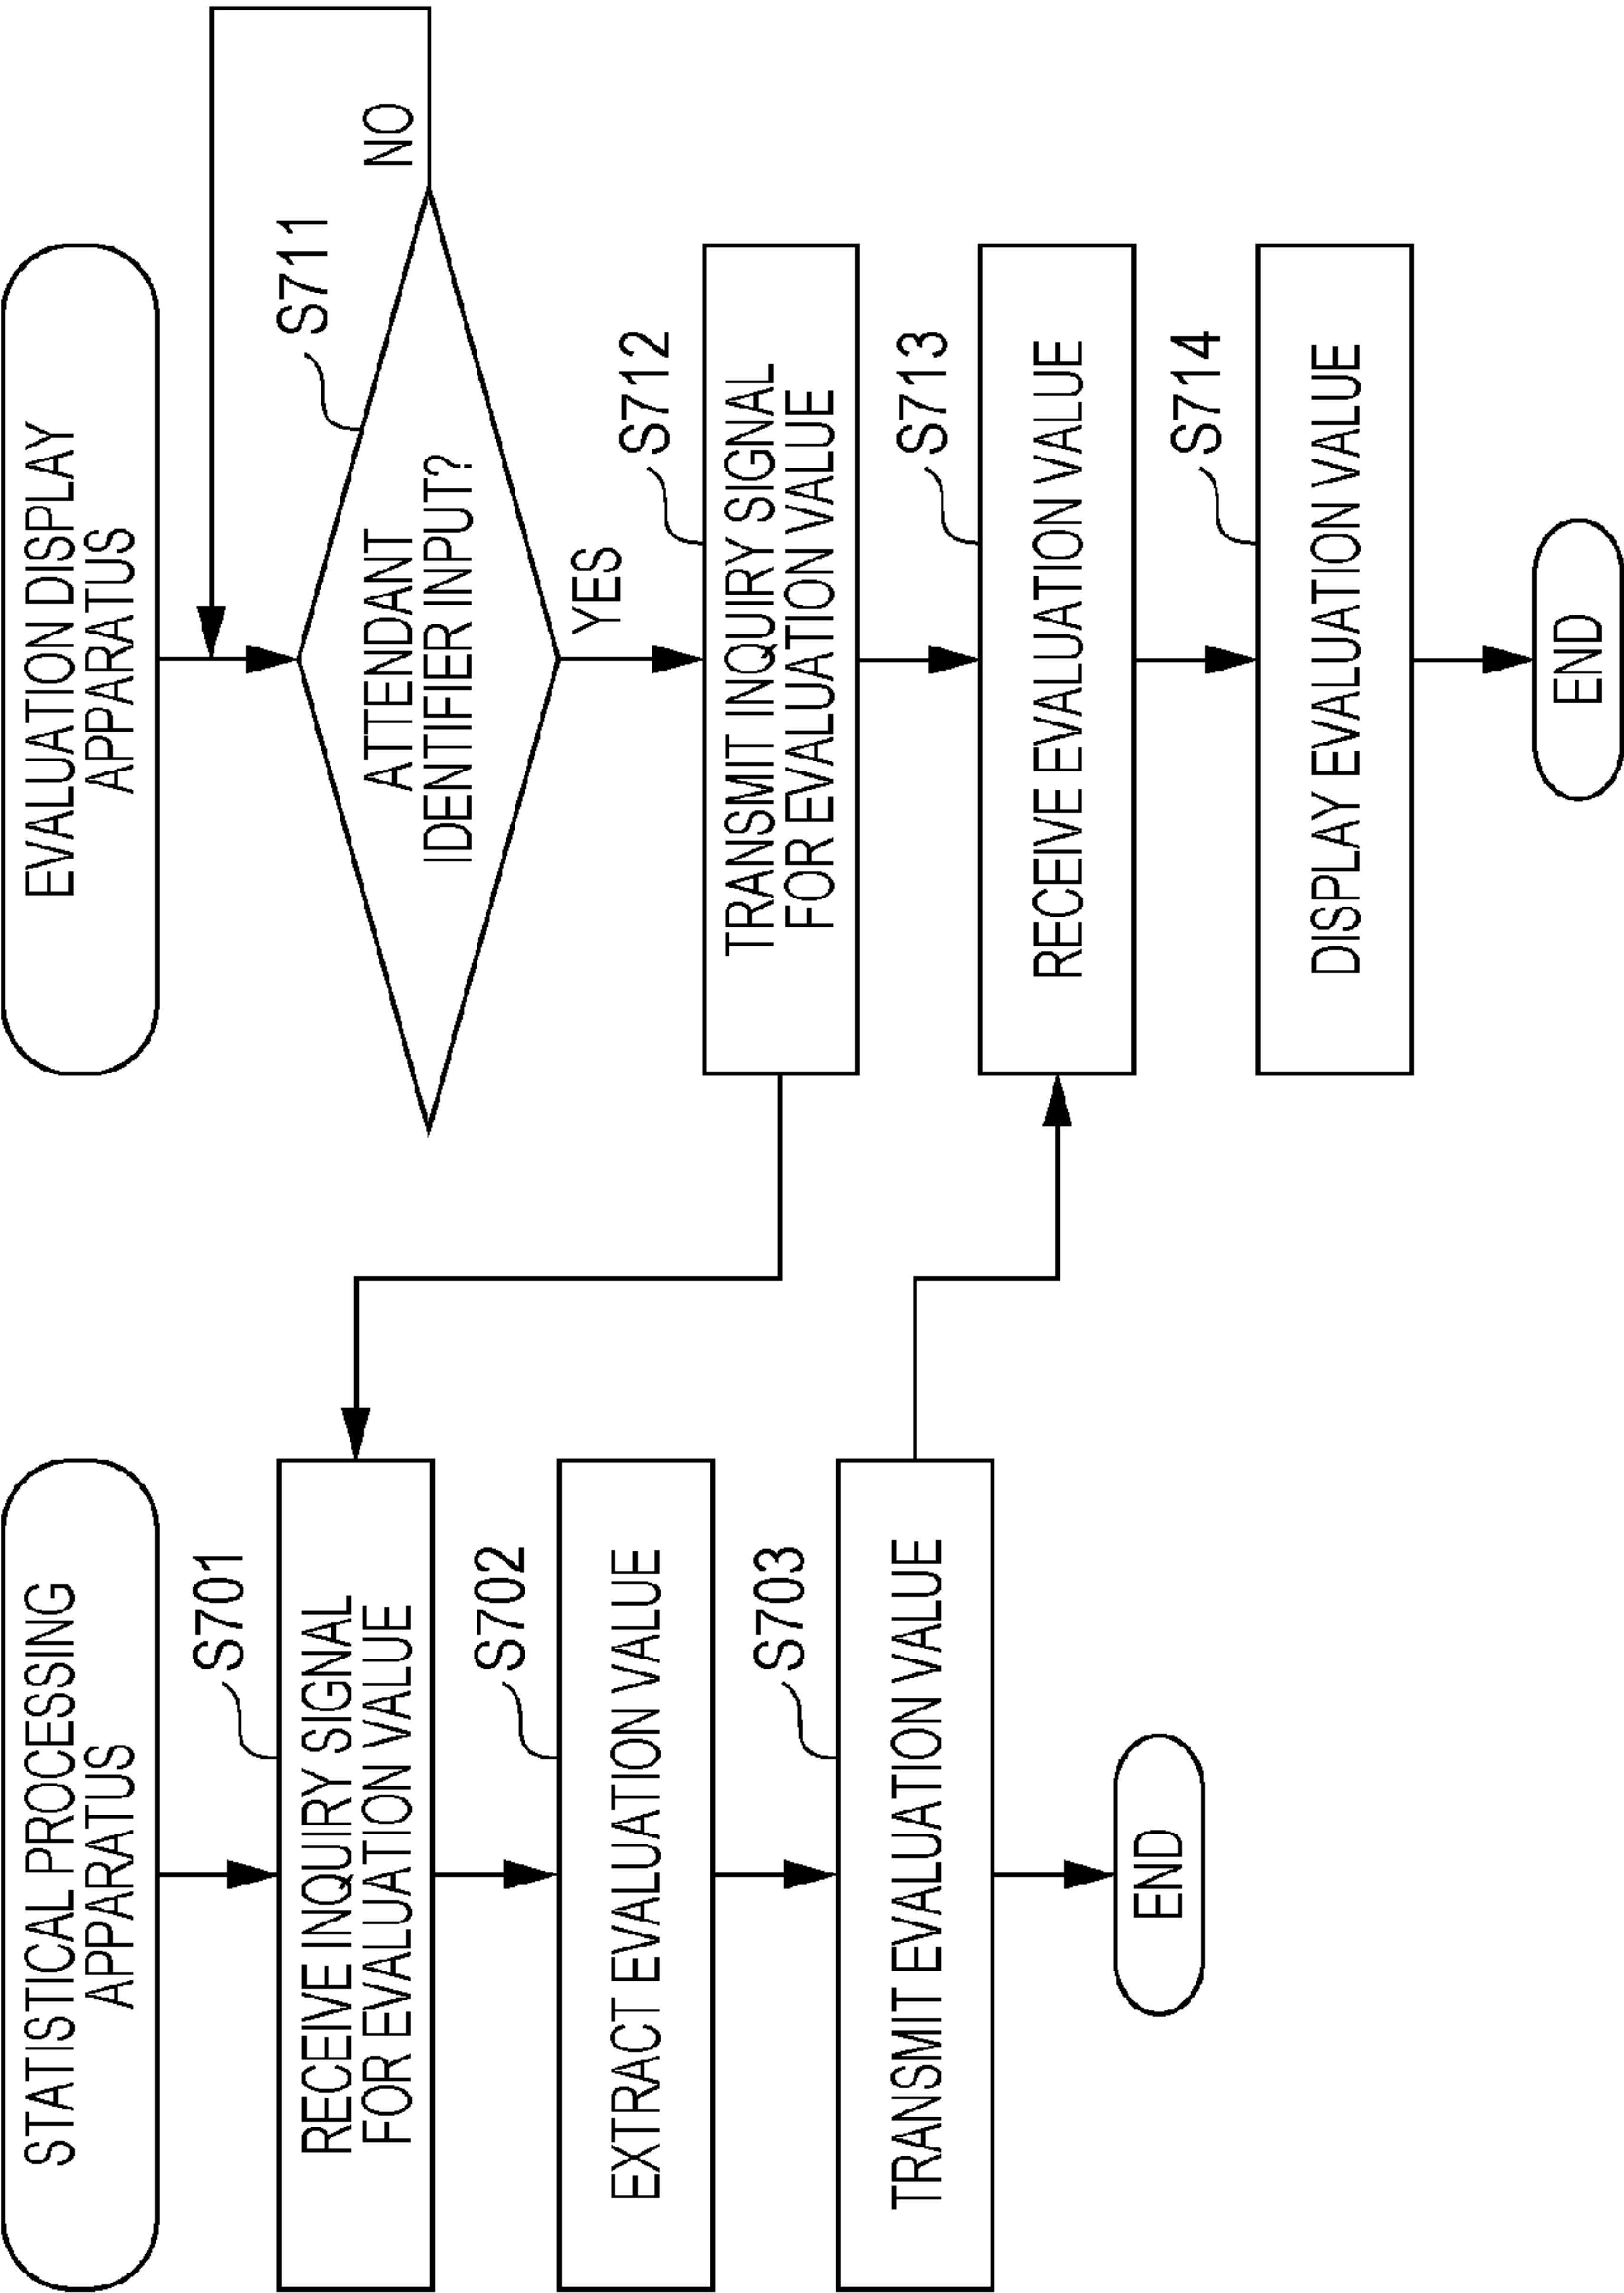 STATISTICAL PROCESSING
APPARATUS
S701
RECEIVE INQUIRY SIGNAL
FOR EVALUATION VALUE
S702
EXTRACT EVALUATION VALUE
S703
TRANSMIT EVALUATION VALUE
END
EVALUATION DISPLAY
APPARATUS
S711
ATTENDANT
IDENTIFIER INPUT?
NO
YES
S712
TRANSMIT INQUIRY SIGNAL
FOR EVALUATION VALUE
S713
RECEIVE EVALUATION VALUE
S714
DISPLAY EVALUATION VALUE
END